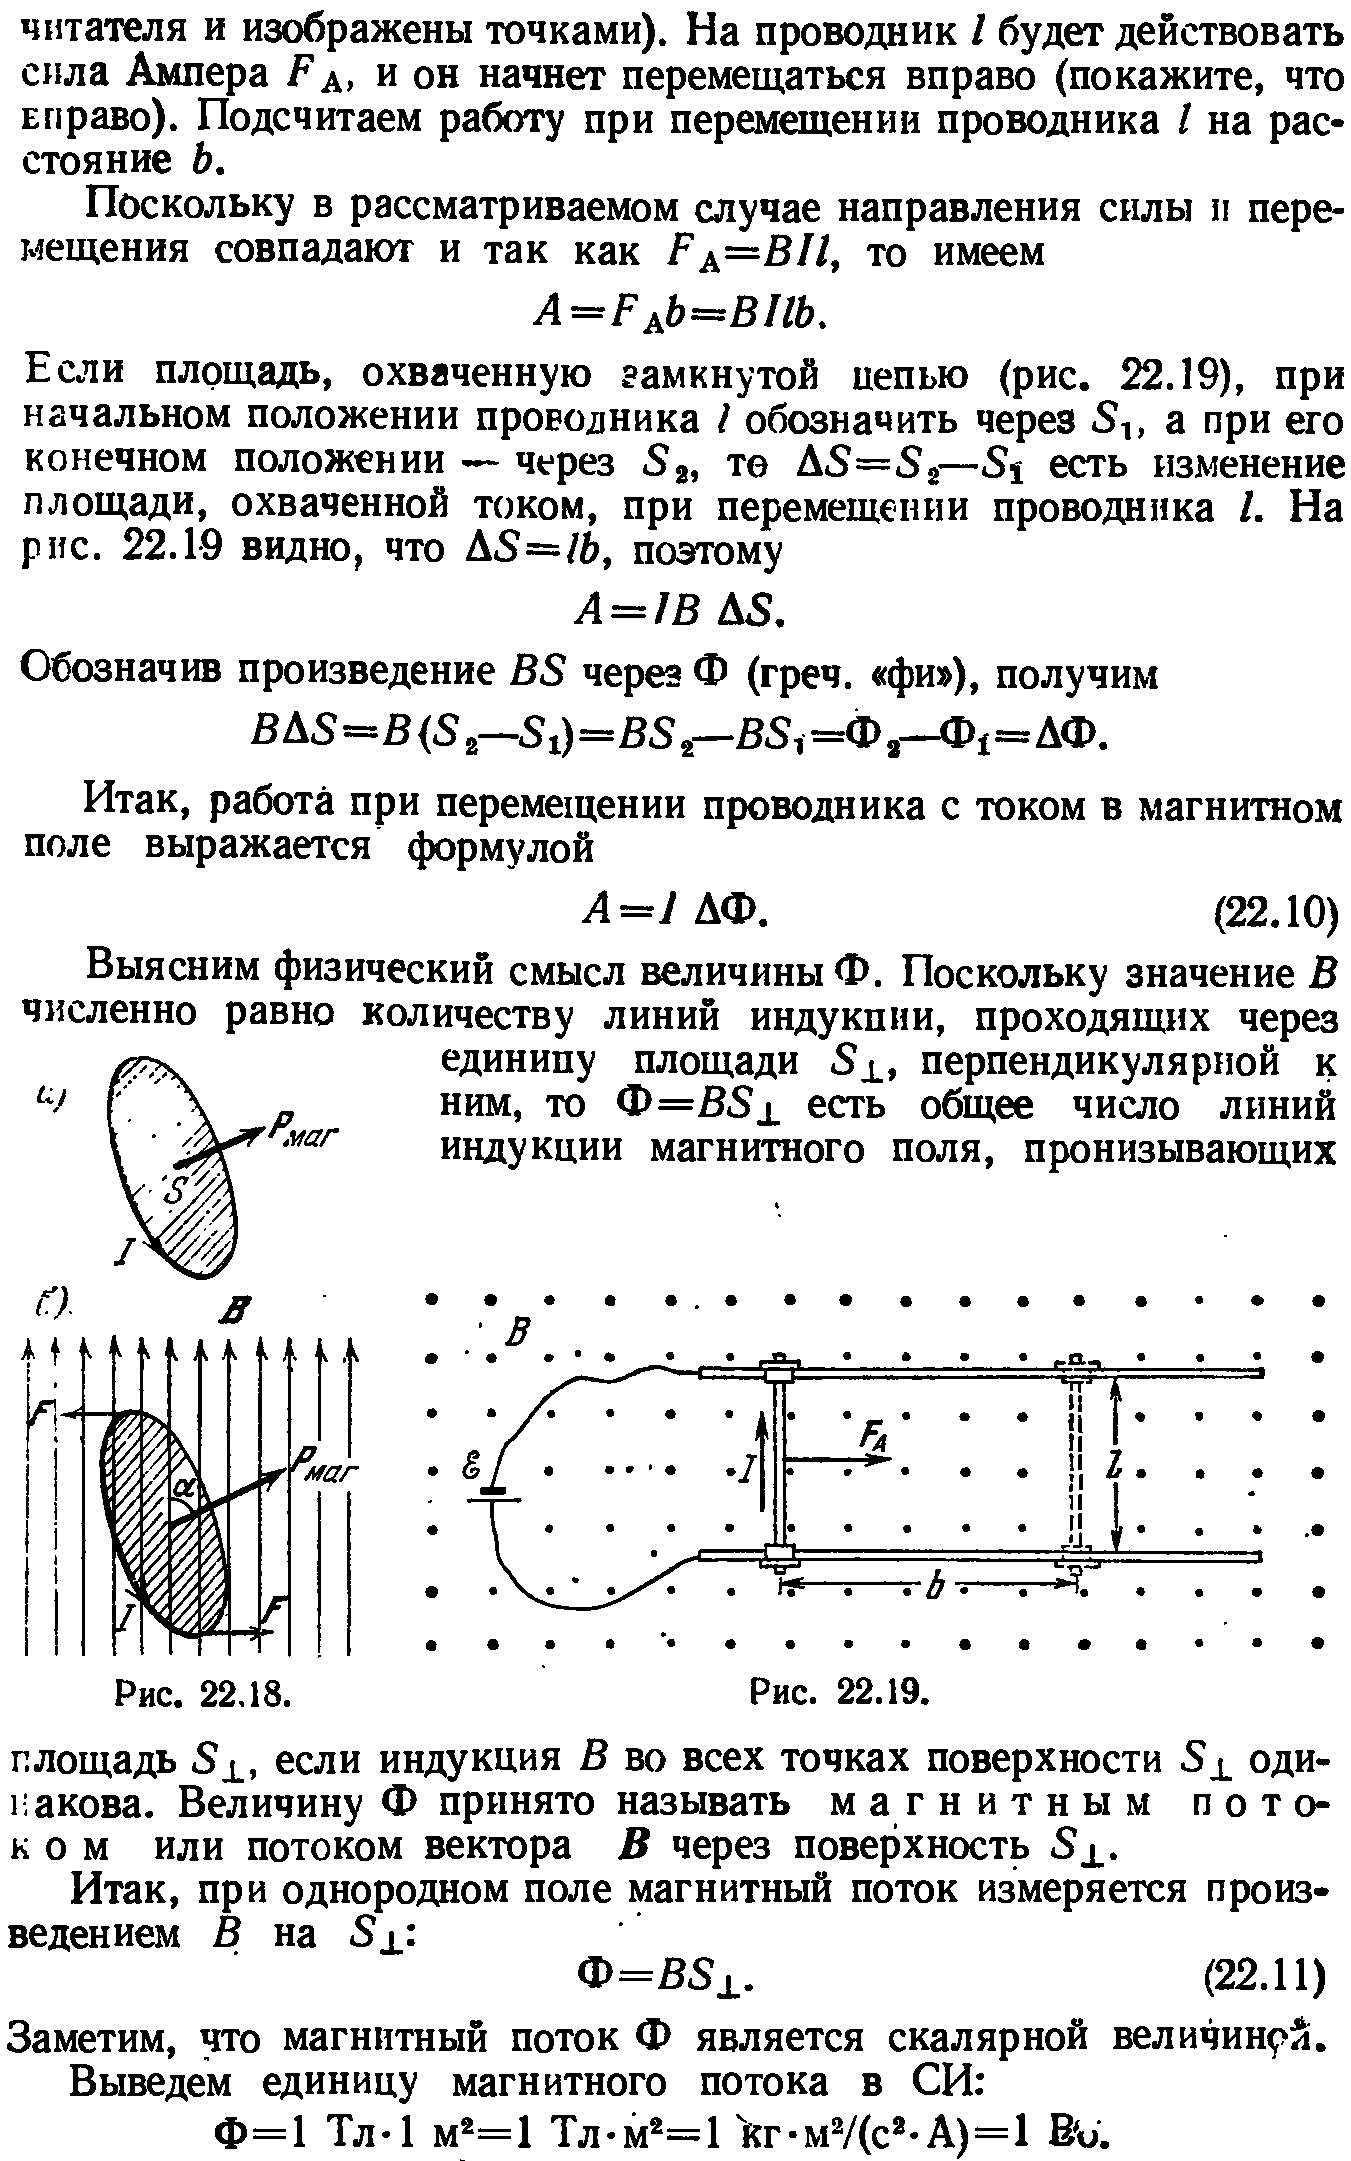 читателя и изображены точками). На проводник l будет действовать
сила Ампера F_А, и он начнет перемещаться вправо (покажите, что
вправо). Подсчитаем работу при перемещении проводника l на рас-
стояние b.
Поскольку в рассматриваемом случае направления силы и пере-
мещения совпадают и так как F_А=BIl, то имеем
A=F_Аb=BIlb.
Если площадь, охваченную замкнутой цепью (рис. 22.19), при
начальном положении проводника l обозначить через S₁, а при его
конечном положении — через S₂, то ΔS=S₂—S₁ есть изменение
площади, охваченной током, при перемещении проводника l. На
рис. 22.19 видно, что ΔS=lb, поэтому
A=IB ΔS.
Обозначив произведение BS через Ф (греч. «фи»), получим
BΔS=B(S₂—S₁)=BS₂—BS₁=Ф₂—Ф₁=ΔФ.
Итак, работа при перемещении проводника с током в магнитном
поле выражается формулой
A=I ΔФ. (22.10)
Выясним физический смысл величины Ф. Поскольку значение B
численно равно количеству линий индукции, проходящих через
единицу площади S⊥, перпендикулярной к
ним, то Ф=BS⊥ есть общее число линий
индукции магнитного поля, пронизывающих
а)
P_маг
S
I
б)
B
F
P_маг
α
I
F
Рис. 22.18.
B
ℰ
I
F_А
l
b
Рис. 22.19.
площадь S⊥, если индукция B во всех точках поверхности S⊥ оди-
накова. Величину Ф принято называть магнитным пото-
ком или потоком вектора B через поверхность S⊥.
Итак, при однородном поле магнитный поток измеряется произ-
ведением B на S⊥:
Ф=BS⊥. (22.11)
Заметим, что магнитный поток Ф является скалярной величиной.
Выведем единицу магнитного потока в СИ:
Ф=1 Тл·1 м²=1 Тл·м²=1 кг·м²/(с²·А)=1 Вб.